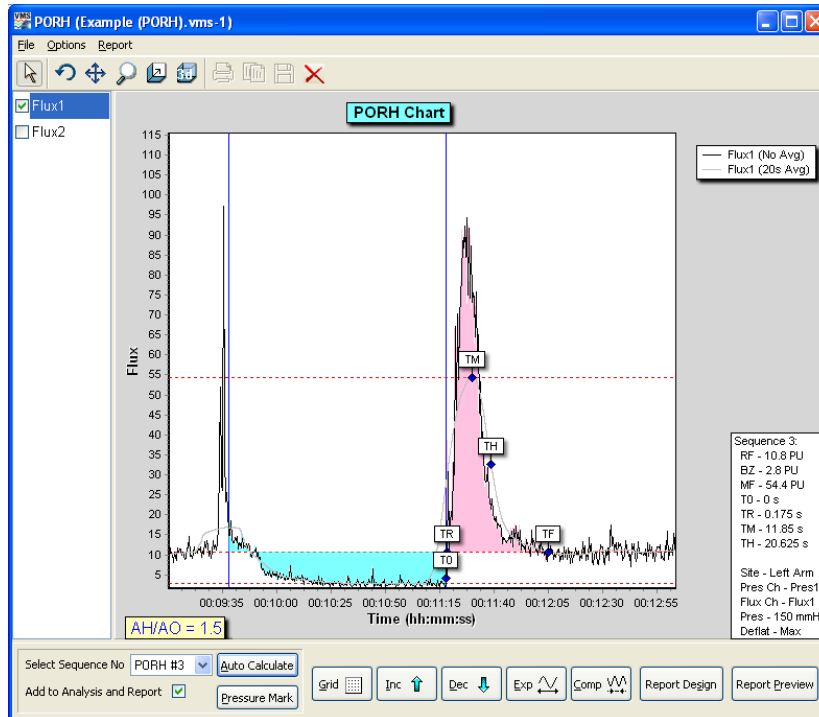 PORH (Example (PORH).vms-1)
File Options Report
Flux1
Flux2
PORH Chart
Flux1 (No Avg)
Flux1 (20s Avg)
115
110
105
100
95
90
85
80
75
70
65
60
55
50
45
40
35
30
25
20
15
10
5
Flux
TM
TH
TR
TF
T0
00:09:35 00:10:00 00:10:25 00:10:50 00:11:15 00:11:40 00:12:05 00:12:30 00:12:55
Time (hh:mm:ss)
AH/AO = 1.5
Sequence 3:
RF - 10.8 PU
BZ - 2.8 PU
MF - 54.4 PU
T0 - 0 s
TR - 0.175 s
TM - 11.85 s
TH - 20.625 s
Site - Left Arm
Pres Ch - Pres1
Flux Ch - Flux1
Pres - 150 mmH
Deflat - Max
Select Sequence No PORH #3 Auto Calculate
Add to Analysis and Report Pressure Mark
Grid Inc Dec Exp Comp Report Design Report Preview